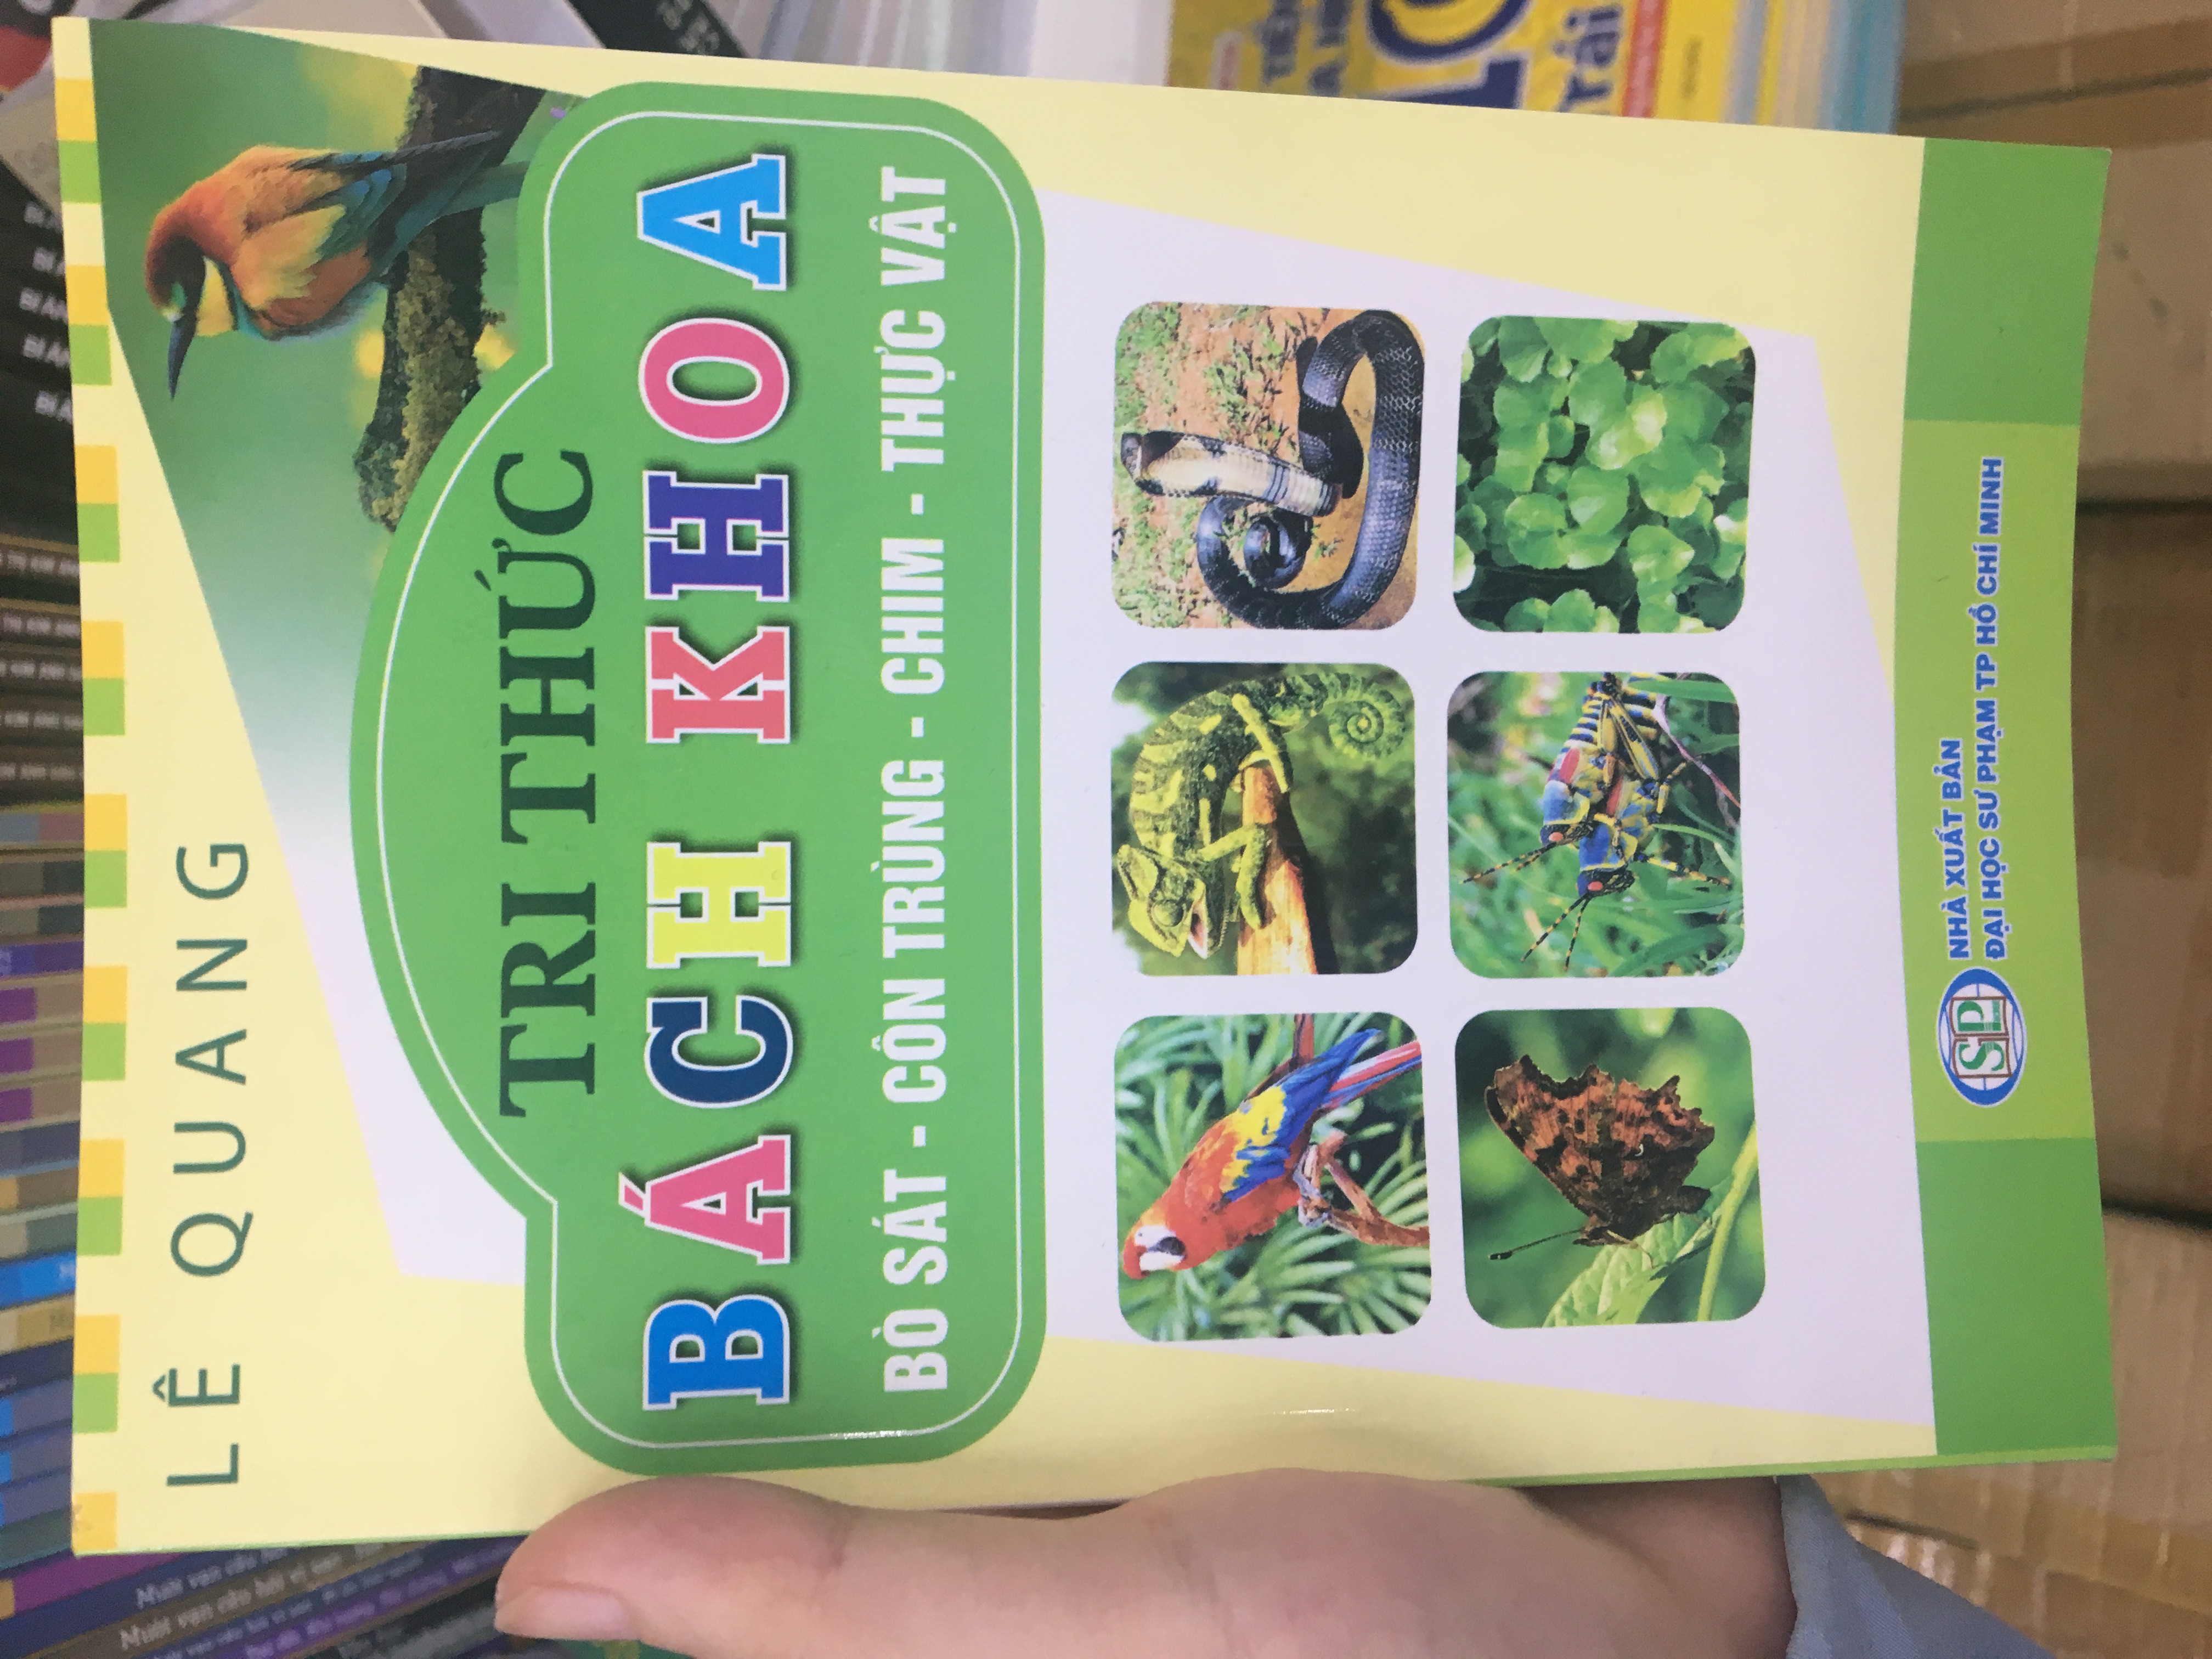 LÊ QUANG
TRI THỨC
BÁCH KHOA
BÒ SÁT - CÔN TRÙNG - CHIM - THỰC VẬT
SP
NHÀ XUẤT BẢN
ĐẠI HỌC SƯ PHẠM TP HỒ CHÍ MINH